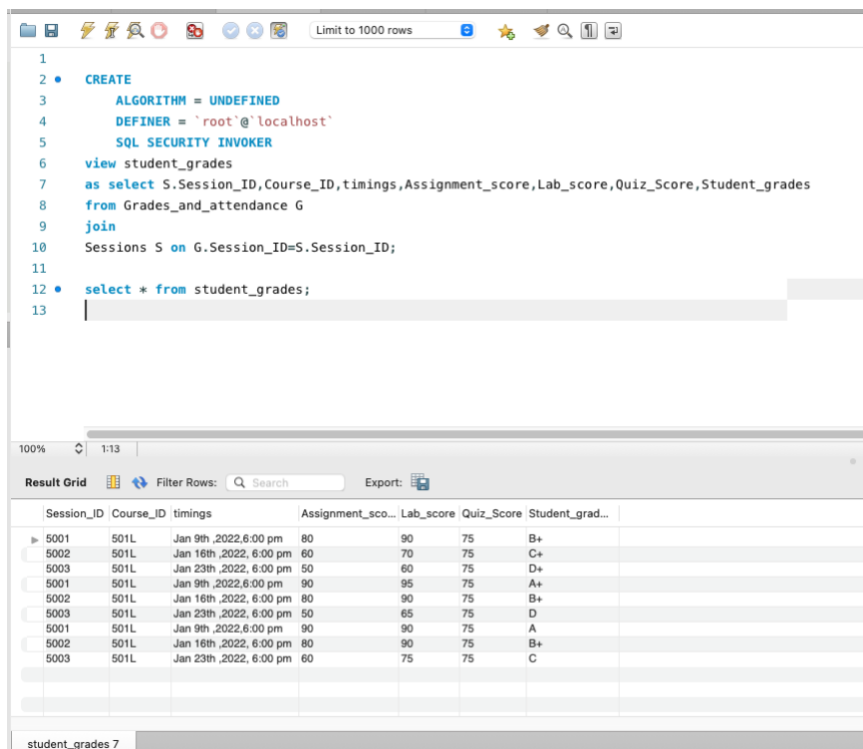 Limit to 1000 rows
1
2 CREATE
3 ALGORITHM = UNDEFINED
4 DEFINER = `root`@`localhost`
5 SQL SECURITY INVOKER
6 view student_grades
7 as select S.Session_ID,Course_ID,timings,Assignment_score,Lab_score,Quiz_Score,Student_grades
8 from Grades_and_attendance G
9 join
10 Sessions S on G.Session_ID=S.Session_ID;
11
12 select * from student_grades;
13
100% 1:13
Result Grid Filter Rows: Search Export:
Session_ID Course_ID timings Assignment_sco... Lab_score Quiz_Score Student_grad...
5001 501L Jan 9th ,2022,6:00 pm 80 90 75 B+
5002 501L Jan 16th ,2022, 6:00 pm 60 70 75 C+
5003 501L Jan 23th ,2022, 6:00 pm 50 60 75 D+
5001 501L Jan 9th ,2022,6:00 pm 90 95 75 A+
5002 501L Jan 16th ,2022, 6:00 pm 80 90 75 B+
5003 501L Jan 23th ,2022, 6:00 pm 50 65 75 D
5001 501L Jan 9th ,2022,6:00 pm 90 90 75 A
5002 501L Jan 16th ,2022, 6:00 pm 80 90 75 B+
5003 501L Jan 23th ,2022, 6:00 pm 60 75 75 C
student_grades 7